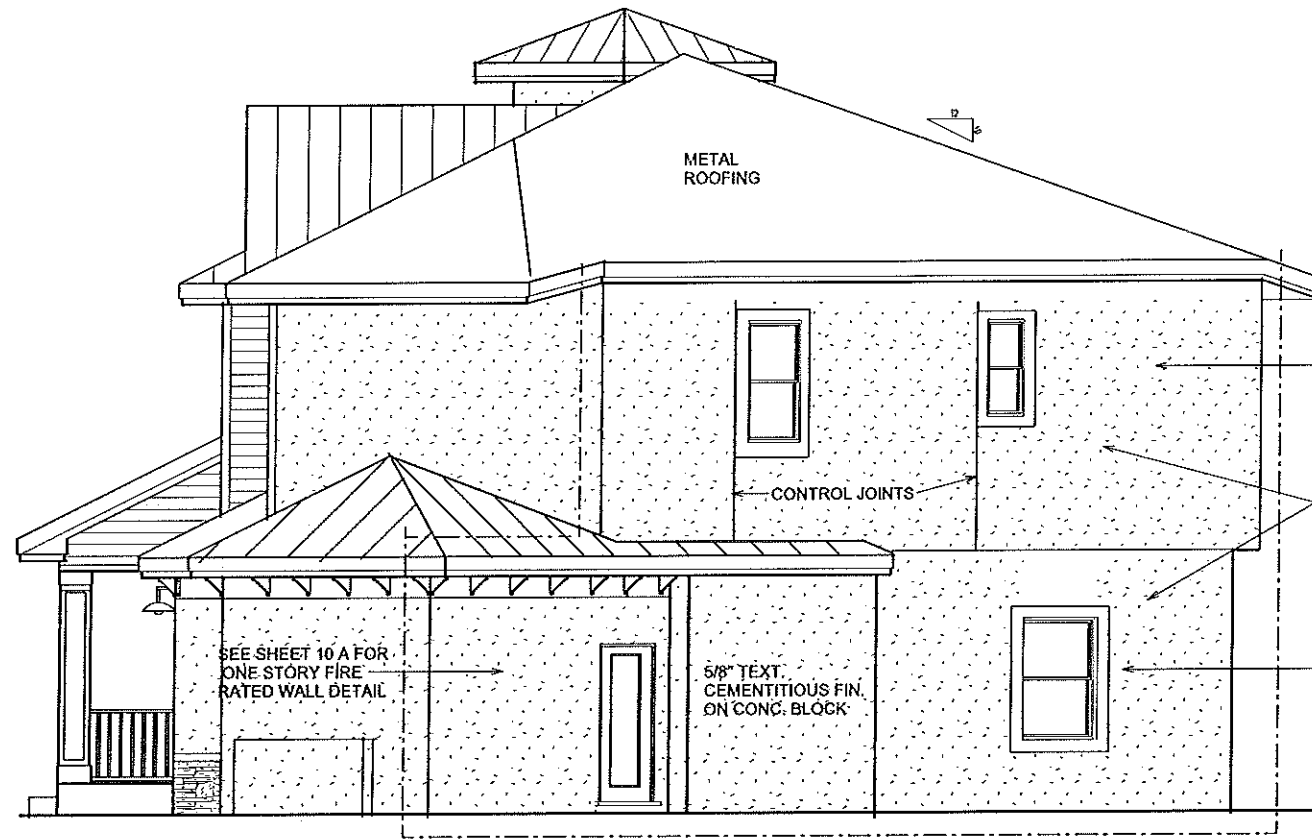 12
METAL
ROOFING
CONTROL JOINTS
SEE SHEET 10 A FOR
ONE STORY FIRE
RATED WALL DETAIL
5/8" TEXT.
CEMENTITIOUS FIN.
ON CONC. BLOCK